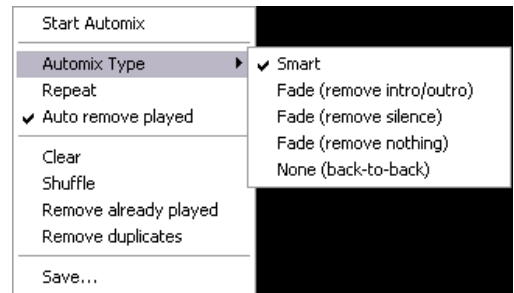 Start Automix
Automix Type
Repeat
Auto remove played
Clear
Shuffle
Remove already played
Remove duplicates
Save...
Smart
Fade (remove intro/outro)
Fade (remove silence)
Fade (remove nothing)
None (back-to-back)